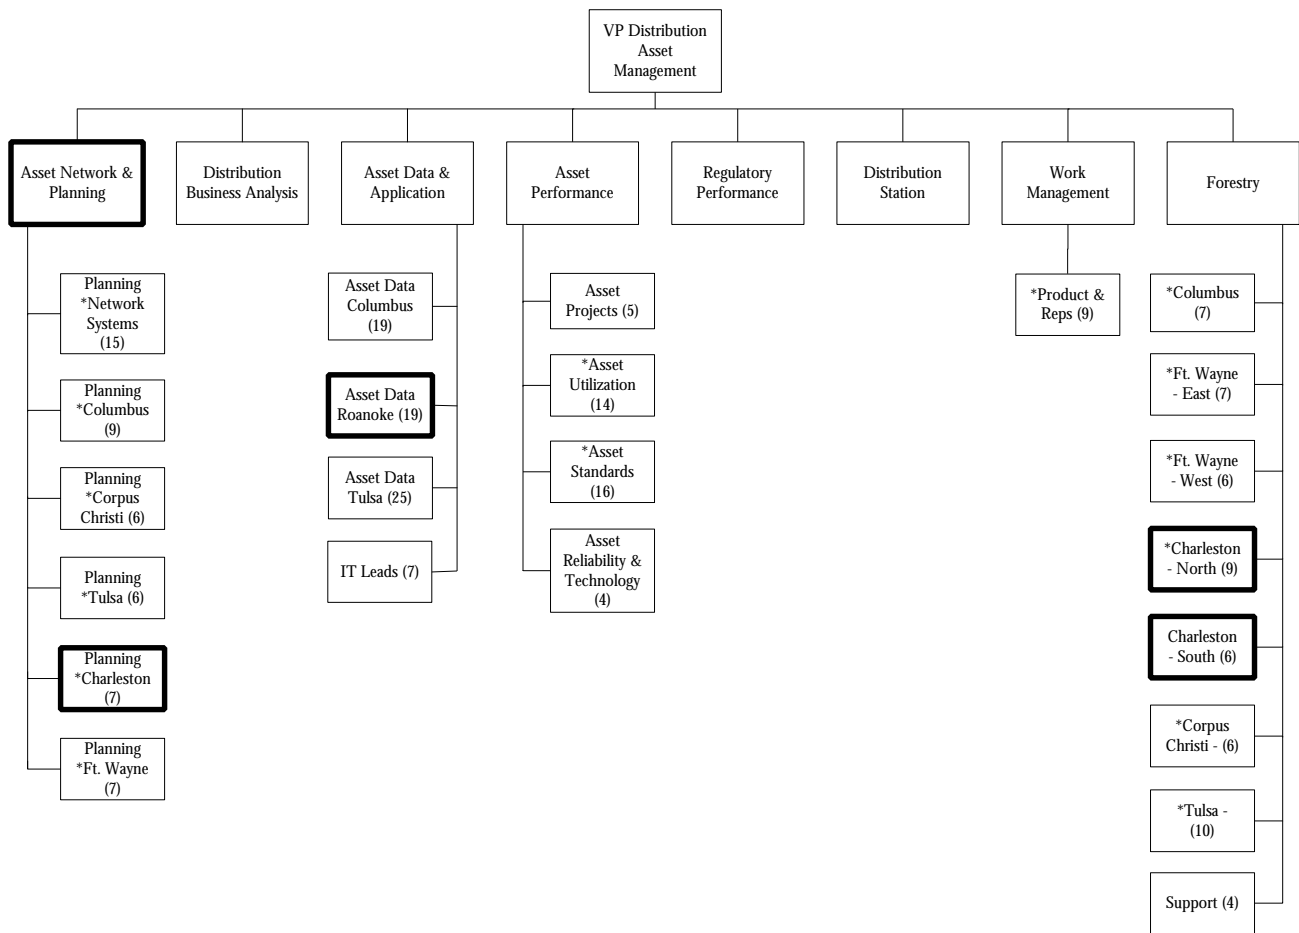 VP Distribution
Asset
Management
Asset Network &
Planning
Distribution
Business Analysis
Asset Data &
Application
Asset
Performance
Regulatory
Performance
Distribution
Station
Work
Management
Forestry
Planning
*Network
Systems
(15)
Planning
*Columbus
(9)
Planning
*Corpus
Christi (6)
Planning
*Tulsa (6)
Planning
*Charleston
(7)
Planning
*Ft. Wayne
(7)
Asset Data
Columbus
(19)
Asset Data
Roanoke (19)
Asset Data
Tulsa (25)
IT Leads (7)
Asset
Projects (5)
*Asset
Utilization
(14)
*Asset
Standards
(16)
Asset
Reliability &
Technology
(4)
*Product &
Reps (9)
*Columbus
(7)
*Ft. Wayne
- East (7)
*Ft. Wayne
- West (6)
*Charleston
- North (9)
Charleston
- South (6)
*Corpus
Christi - (6)
*Tulsa -
(10)
Support (4)